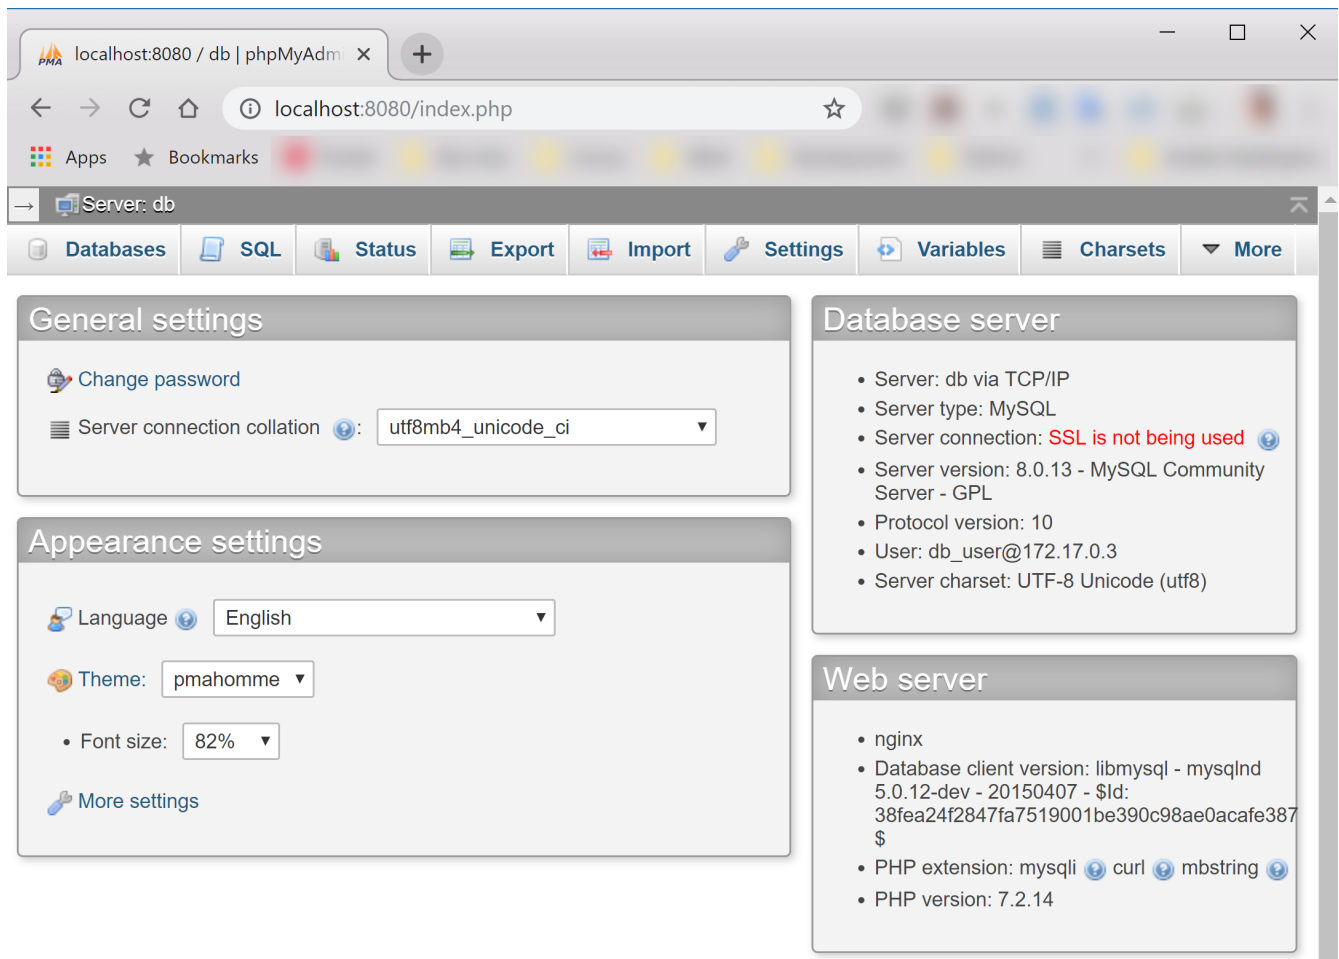 PMA localhost:8080 / db | phpMyAdm
localhost:8080/index.php
Apps Bookmarks
Server: db
Databases SQL Status Export Import Settings Variables Charsets More
General settings
Change password
Server connection collation : utf8mb4_unicode_ci
Appearance settings
Language English
Theme: pmahomme
• Font size: 82%
More settings
Database server
• Server: db via TCP/IP
• Server type: MySQL
• Server connection: SSL is not being used
• Server version: 8.0.13 - MySQL Community
Server - GPL
• Protocol version: 10
• User: db_user@172.17.0.3
• Server charset: UTF-8 Unicode (utf8)
Web server
• nginx
• Database client version: libmysql - mysqlnd
5.0.12-dev - 20150407 - $Id:
38fea24f2847fa7519001be390c98ae0acafe387
$
• PHP extension: mysqli curl mbstring
• PHP version: 7.2.14